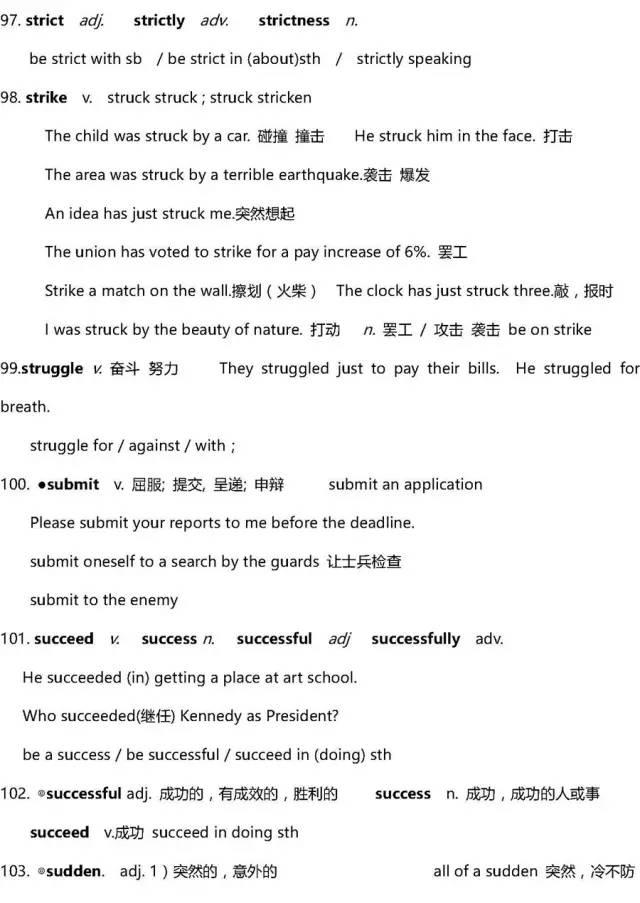 97. strict adj. strictly adv. strictness n.
be strict with sb / be strict in (about)sth / strictly speaking
98. strike v. struck struck ; struck stricken
The child was struck by a car. 碰撞 撞击 He struck him in the face. 打击
The area was struck by a terrible earthquake.袭击 爆发
An idea has just struck me.突然想起
The union has voted to strike for a pay increase of 6%. 罢工
Strike a match on the wall.擦划（火柴） The clock has just struck three.敲，报时
I was struck by the beauty of nature. 打动 n. 罢工 / 攻击 袭击 be on strike
99.struggle v. 奋斗 努力 They struggled just to pay their bills. He struggled for
breath.
struggle for / against / with ;
100. ●submit v. 屈服; 提交, 呈递; 申辩 submit an application
Please submit your reports to me before the deadline.
submit oneself to a search by the guards 让士兵检查
submit to the enemy
101. succeed v. success n. successful adj successfully adv.
He succeeded (in) getting a place at art school.
Who succeeded(继任) Kennedy as President?
be a success / be successful / succeed in (doing) sth
102. ◎successful adj. 成功的，有成效的，胜利的 success n. 成功，成功的人或事
succeed v.成功 succeed in doing sth
103. ◎sudden. adj. 1）突然的，意外的 all of a sudden 突然，冷不防